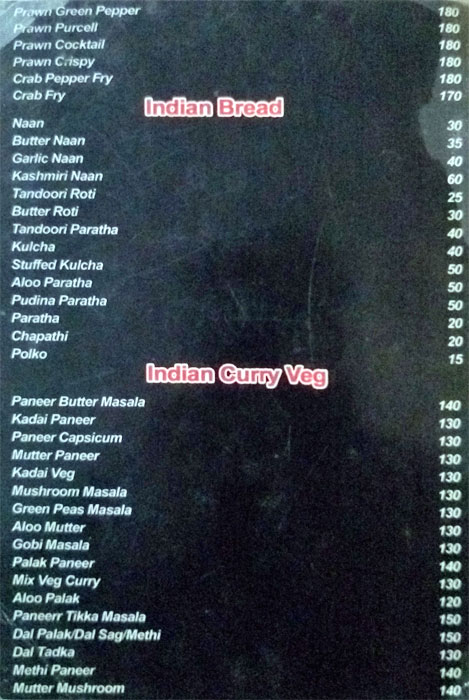 Prawn Green Pepper 180
Prawn Purcell 180
Prawn Cocktail 180
Prawn Crispy 180
Crab Pepper Fry 180
Crab Fry 170
Indian Bread
Naan 30
Butter Naan 35
Garlic Naan 40
Kashmiri Naan 60
Tandoori Roti 25
Butter Roti 30
Tandoori Paratha 40
Kulcha 40
Stuffed Kulcha 50
Aloo Paratha 50
Pudina Paratha 50
Paratha 20
Chapathi 20
Polko 15
Indian Curry Veg
Paneer Butter Masala 140
Kadai Paneer 130
Paneer Capsicum 130
Mutter Paneer 130
Kadai Veg 130
Mushroom Masala 130
Green Peas Masala 130
Aloo Mutter 130
Gobi Masala 130
Palak Paneer 140
Mix Veg Curry 130
Aloo Palak 120
Paneerr Tikka Masala 150
Dal Palak/Dal Sag/Methi 150
Dal Tadka 130
Methi Paneer 140
Mutter Mushroom 140